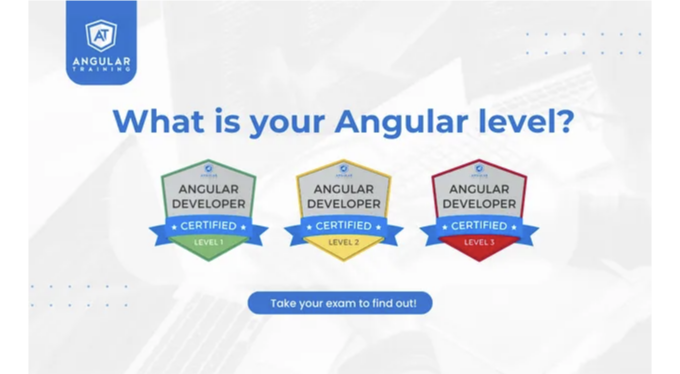 AT
ANGULAR
TRAINING
What is your Angular level?
ANGULAR
DEVELOPER
CERTIFIED
LEVEL 1
ANGULAR
DEVELOPER
CERTIFIED
LEVEL 2
ANGULAR
DEVELOPER
CERTIFIED
LEVEL 3
Take your exam to find out!